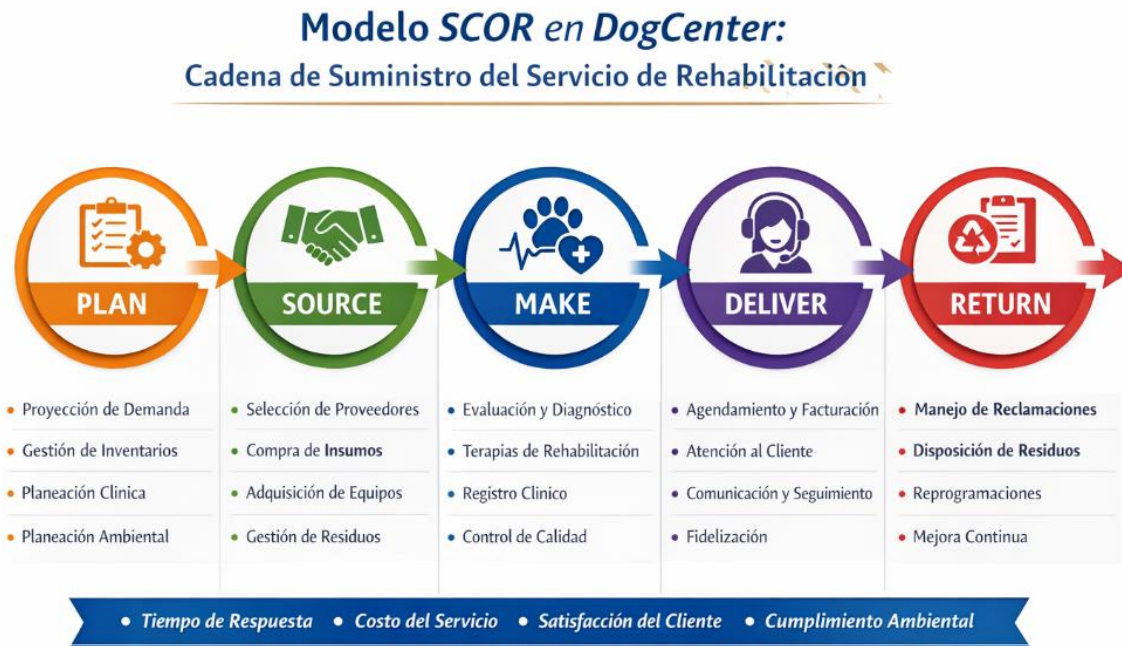 Modelo SCOR en DogCenter:
Cadena de Suministro del Servicio de Rehabilitación
PLAN
SOURCE
MAKE
DELIVER
RETURN
• Proyección de Demanda
• Gestión de Inventarios
• Planeación Clinica
• Planeación Ambiental
• Selección de Proveedores
• Compra de Insumos
• Adquisición de Equipos
• Gestión de Residuos
• Evaluación y Diagnóstico
• Terapias de Rehabilitación
• Registro Clinico
• Control de Calidad
• Agendamiento y Facturación
• Atención al Cliente
• Comunicación y Seguimiento
• Fidelización
• Manejo de Reclamaciones
• Disposición de Residuos
• Reprogramaciones
• Mejora Continua
• Tiempo de Respuesta • Costo del Servicio • Satisfacción del Cliente • Cumplimiento Ambiental